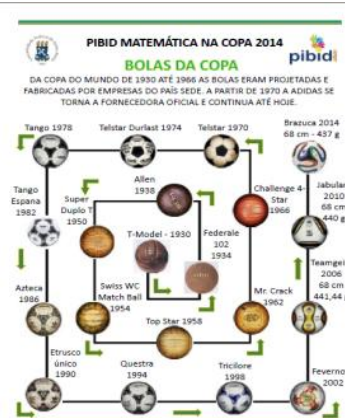 PIBID MATEMÁTICA NA COPA 2014
pibid
BOLAS DA COPA
DA COPA DO MUNDO DE 1930 ATÉ 1966 AS BOLAS ERAM PROJETADAS E
FABRICADAS POR EMPRESAS DO PAÍS SEDE. A PARTIR DE 1970 A ADIDAS SE
TORNA A FORNECEDORA OFICIAL E CONTINUA ATÉ HOJE.
Tango 1978
Telstar Durlast 1974
Telstar 1970
Brazuca 2014
68 cm - 437 g
Tango
Espana
1982
Super
Duplo T
1950
Allen
1938
Challenge 4-
Star
1966
Jabulan
2010
68 cm
440 g
T-Model - 1930
Federale
102
1934
Azteca
1986
Swiss WC
Match Ball
1954
Top Star 1958
Mr. Crack
1962
Teamgei
2006
68 cm
441,44
Etrusco
único
1990
Questra
1994
Tricilore
1998
Feverno
2002